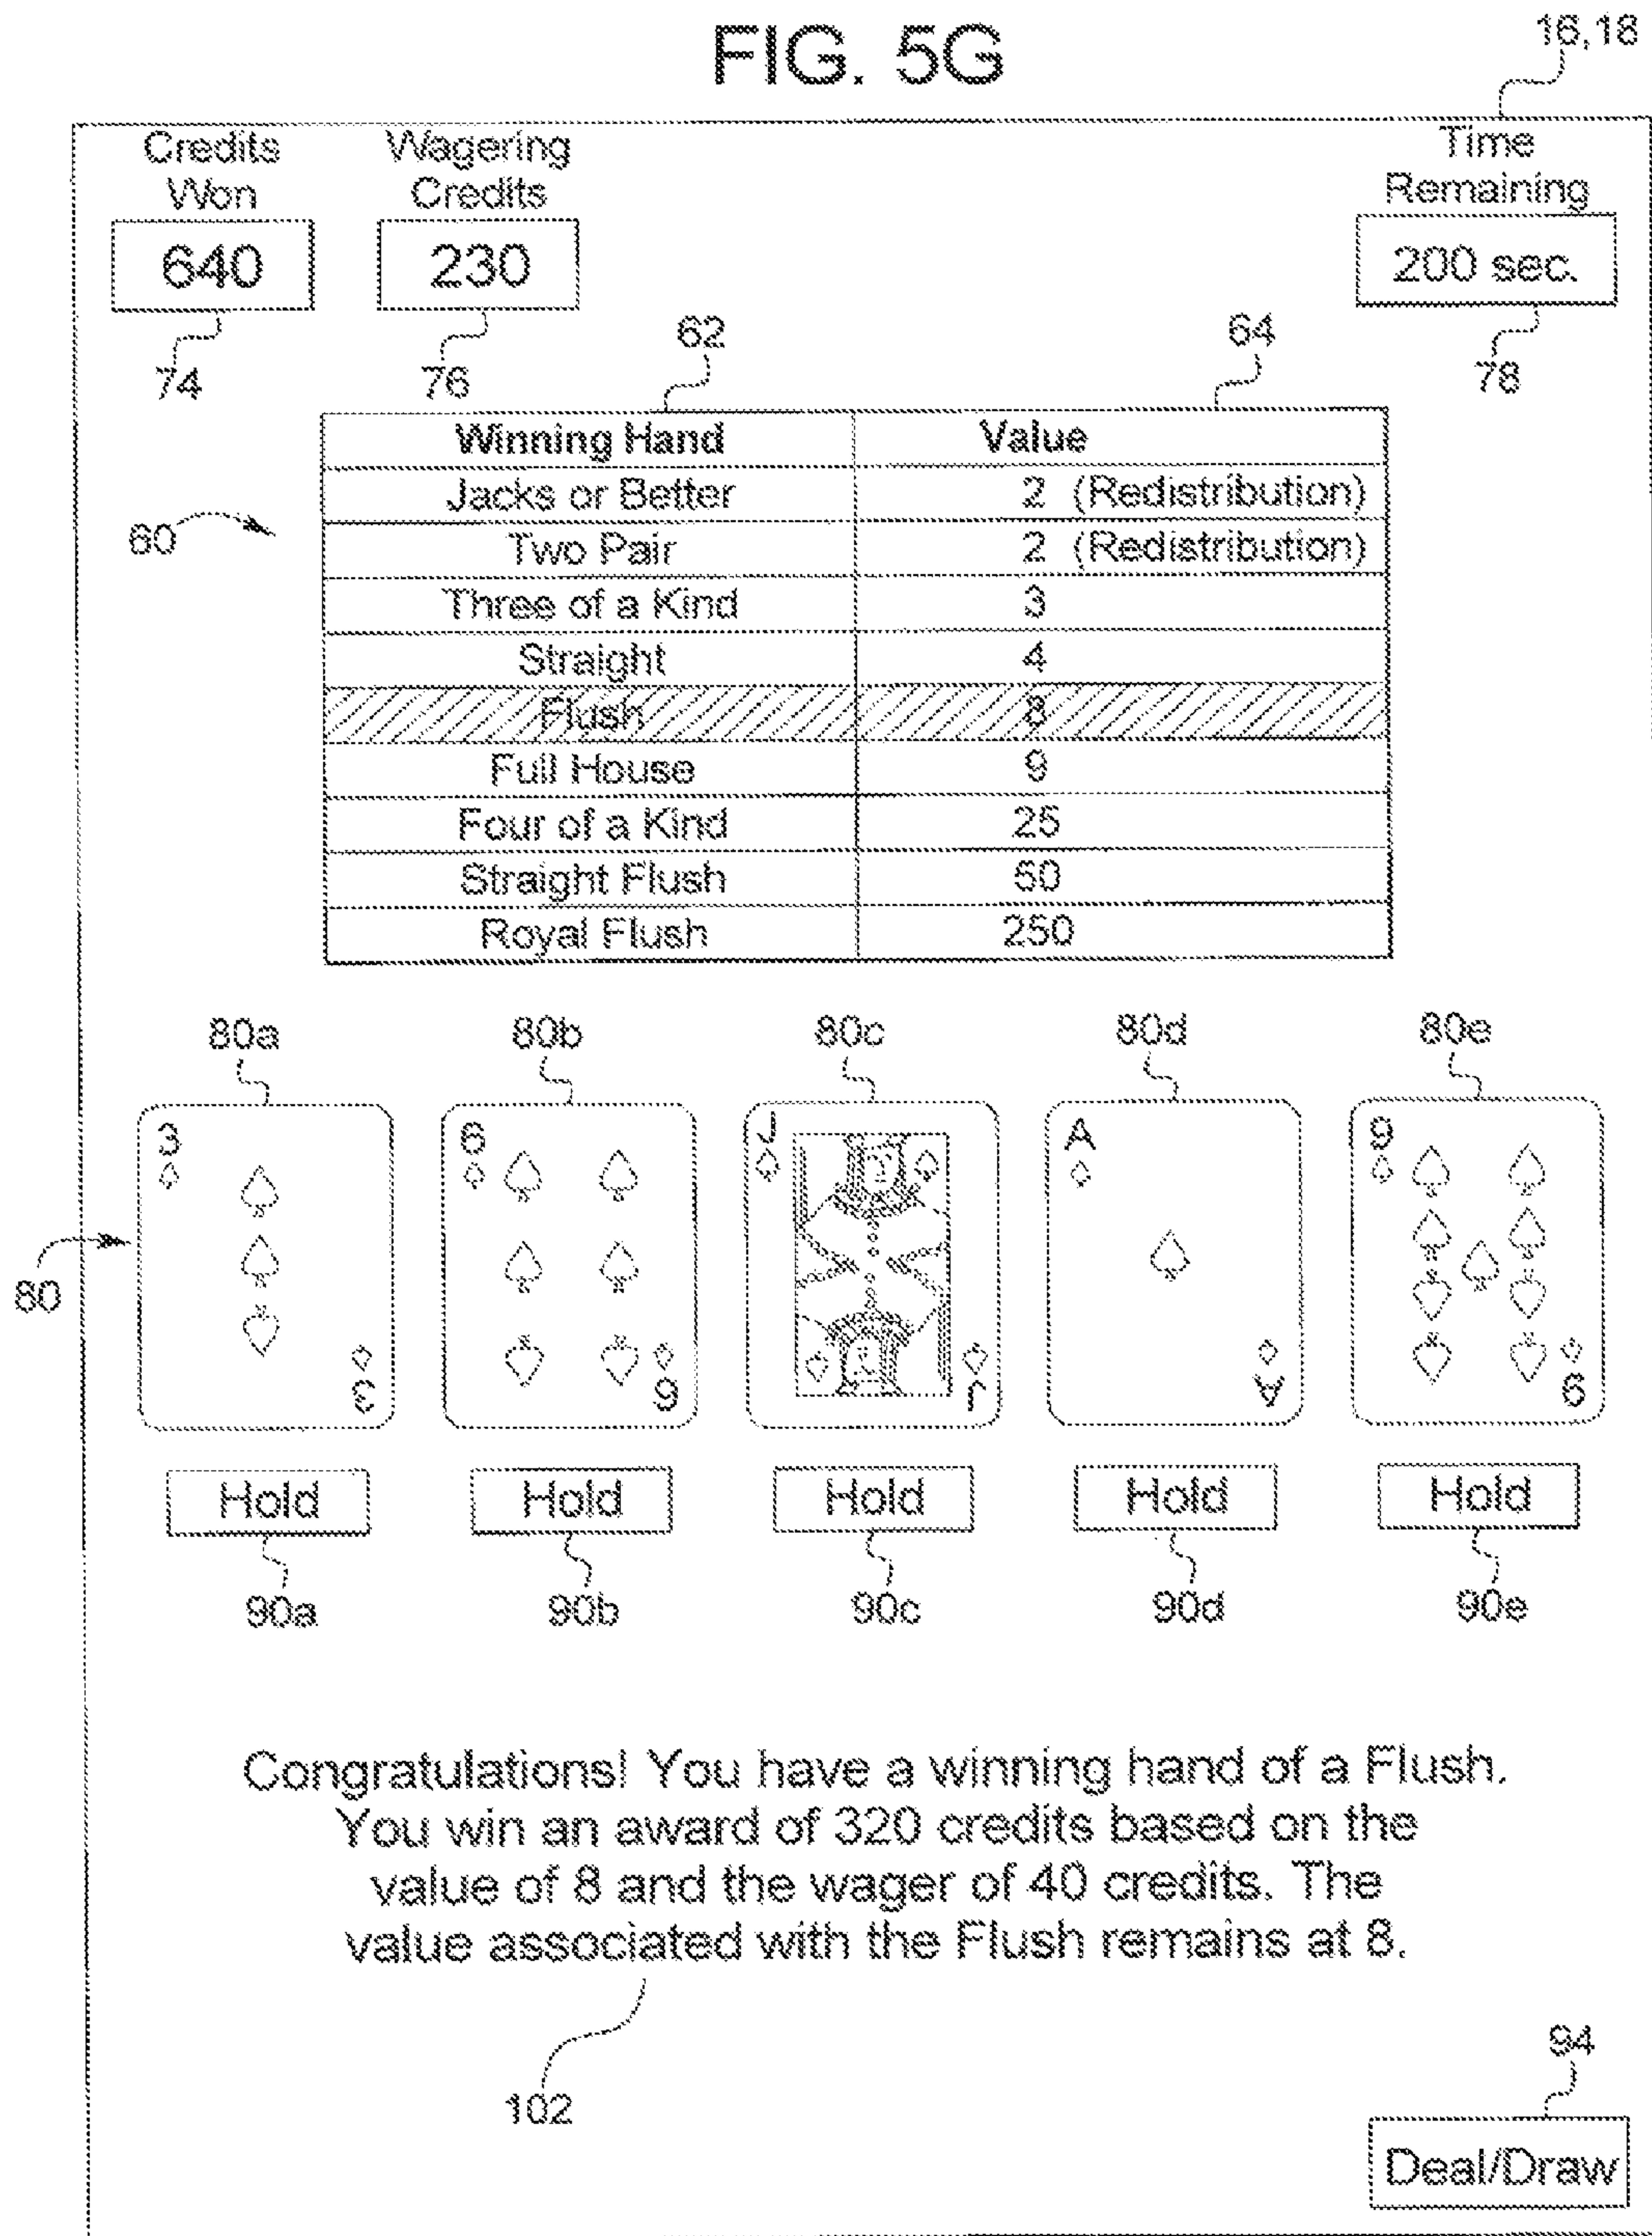 FIG. 5G
16,18
Credits Won
Wagering Credits
Time Remaining
640
230
200 sec.
74
76
78
62
64
60
Winning Hand Value
Jacks or Better 2 (Redistribution)
Two Pair 2 (Redistribution)
Three of a Kind 3
Straight 4
Flush 8
Full House 9
Four of a Kind 25
Straight Flush 50
Royal Flush 250
80a 80b 80c 80d 80e
3 6 J A 9
80
3 6 J A 9
Hold Hold Hold Hold Hold
90a 90b 90c 90d 90e
Congratulations! You have a winning hand of a Flush.
You win an award of 320 credits based on the
value of 8 and the wager of 40 credits. The
value associated with the Flush remains at 8.
102
94
Deal/Draw